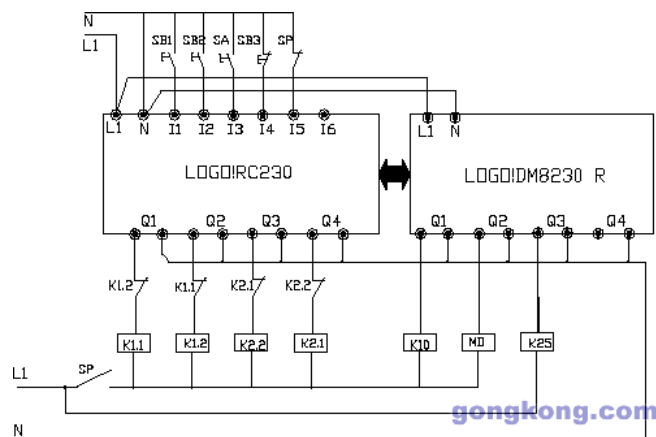 N
L1
SB1 SB2 SA SB3 SP
L1 N I1 I2 I3 I4 I5 I6
L1 N
LOGO!RC230
LOGO!DM8230 R
Q1 Q2 Q3 Q4
Q1 Q2 Q3 Q4
K1.2 K1.1 K2.1 K2.2
K1.1 K1.2 K2.2 K2.1 K10 MD K25
L1 SP
gongkong.com
N